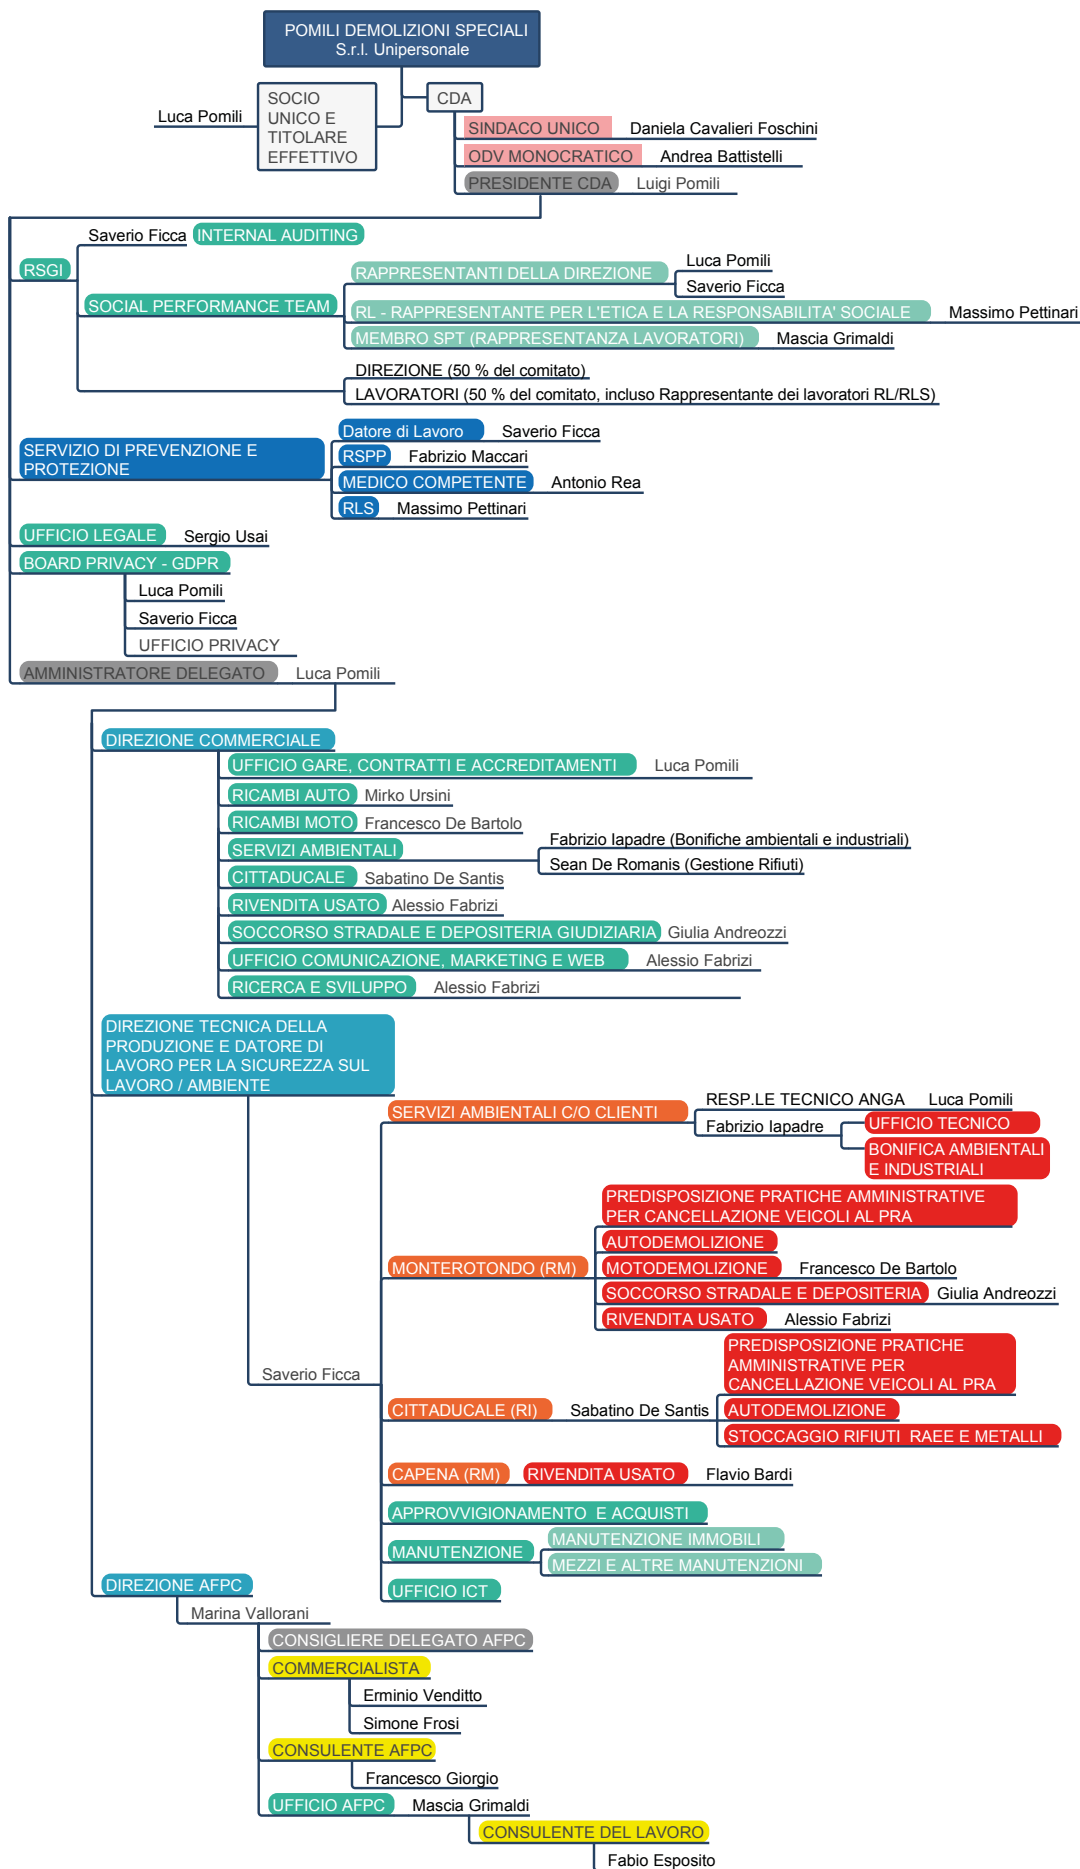 POMILI DEMOLIZIONI SPECIALI
S.r.l. Unipersonale
Luca Pomili
SOCIO
UNICO E
TITOLARE
EFFETTIVO
CDA
SINDACO UNICO Daniela Cavalieri Foschini
ODV MONOCRATICO Andrea Battistelli
PRESIDENTE CDA Luigi Pomili
RSGI
Saverio Ficca INTERNAL AUDITING
SOCIAL PERFORMANCE TEAM
RAPPRESENTANTI DELLA DIREZIONE
Luca Pomili
Saverio Ficca
RL - RAPPRESENTANTE PER L'ETICA E LA RESPONSABILITA' SOCIALE Massimo Pettinari
MEMBRO SPT (RAPPRESENTANZA LAVORATORI) Mascia Grimaldi
DIREZIONE (50 % del comitato)
LAVORATORI (50 % del comitato, incluso Rappresentante dei lavoratori RL/RLS)
SERVIZIO DI PREVENZIONE E
PROTEZIONE
Datore di Lavoro Saverio Ficca
RSPP Fabrizio Maccari
MEDICO COMPETENTE Antonio Rea
RLS Massimo Pettinari
UFFICIO LEGALE Sergio Usai
BOARD PRIVACY - GDPR
Luca Pomili
Saverio Ficca
UFFICIO PRIVACY
AMMINISTRATORE DELEGATO Luca Pomili
DIREZIONE COMMERCIALE
UFFICIO GARE, CONTRATTI E ACCREDITAMENTI Luca Pomili
RICAMBI AUTO Mirko Ursini
RICAMBI MOTO Francesco De Bartolo
SERVIZI AMBIENTALI
Fabrizio Iapadre (Bonifiche ambientali e industriali)
Sean De Romanis (Gestione Rifiuti)
CITTADUCALE Sabatino De Santis
RIVENDITA USATO Alessio Fabrizi
SOCCORSO STRADALE E DEPOSITERIA GIUDIZIARIA Giulia Andreozzi
UFFICIO COMUNICAZIONE, MARKETING E WEB Alessio Fabrizi
RICERCA E SVILUPPO Alessio Fabrizi
DIREZIONE TECNICA DELLA
PRODUZIONE E DATORE DI
LAVORO PER LA SICUREZZA SUL
LAVORO / AMBIENTE
Saverio Ficca
SERVIZI AMBIENTALI C/O CLIENTI
RESP.LE TECNICO ANGA Luca Pomili
Fabrizio Iapadre
UFFICIO TECNICO
BONIFICA AMBIENTALI
E INDUSTRIALI
MONTEROTONDO (RM)
PREDISPOSIZIONE PRATICHE AMMINISTRATIVE
PER CANCELLAZIONE VEICOLI AL PRA
AUTODEMOLIZIONE
MOTODEMOLIZIONE Francesco De Bartolo
SOCCORSO STRADALE E DEPOSITERIA Giulia Andreozzi
RIVENDITA USATO Alessio Fabrizi
CITTADUCALE (RI) Sabatino De Santis
PREDISPOSIZIONE PRATICHE
AMMINISTRATIVE PER
CANCELLAZIONE VEICOLI AL PRA
AUTODEMOLIZIONE
STOCCAGGIO RIFIUTI RAEE E METALLI
CAPENA (RM) RIVENDITA USATO Flavio Bardi
APPROVVIGIONAMENTO E ACQUISTI
MANUTENZIONE
MANUTENZIONE IMMOBILI
MEZZI E ALTRE MANUTENZIONI
UFFICIO ICT
DIREZIONE AFPC
Marina Vallorani
CONSIGLIERE DELEGATO AFPC
COMMERCIALISTA
Erminio Venditto
Simone Frosi
CONSULENTE AFPC
Francesco Giorgio
UFFICIO AFPC Mascia Grimaldi
CONSULENTE DEL LAVORO
Fabio Esposito